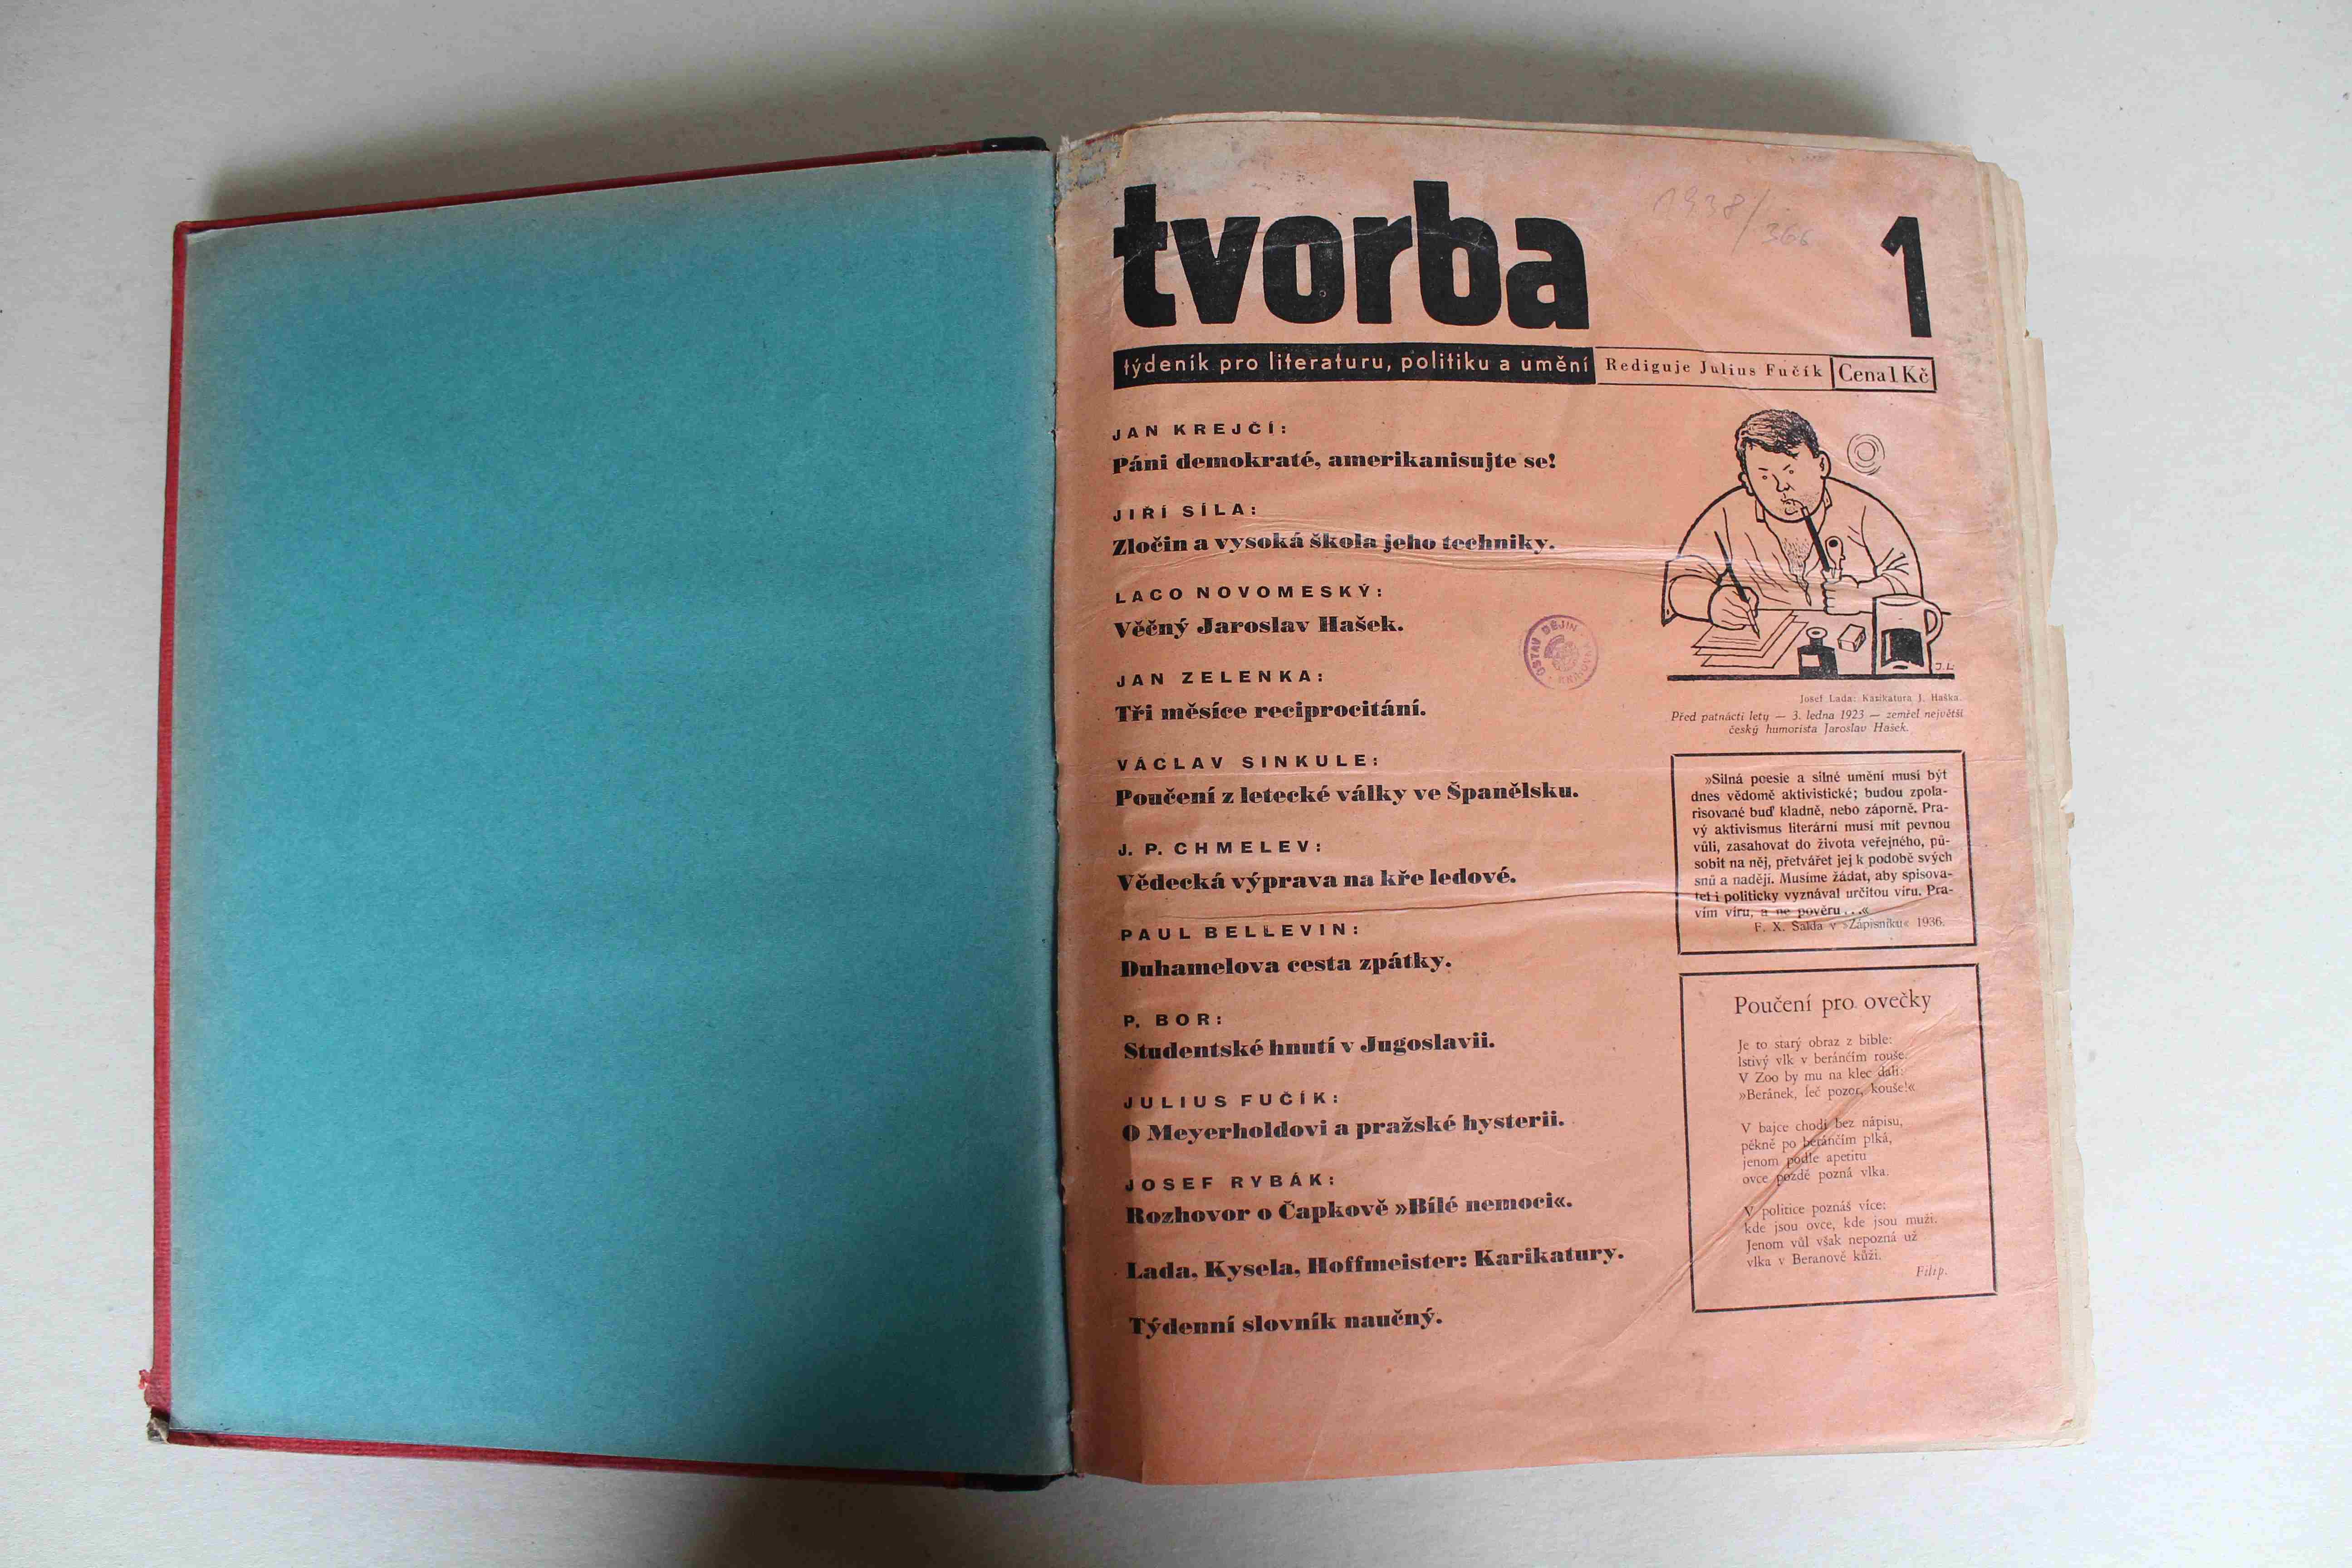 tvorba
1
1938/366
týdeník pro literaturu, politiku a umění
Rediguje Julius Fučík
Cena 1 Kč
JAN KREJČÍ:
Páni demokraté, amerikanisujte se!
JIŘÍ SÍLA:
Zločin a vysoká škola jeho techniky.
LACO NOVOMESKÝ:
Věčný Jaroslav Hašek.
JAN ZELENKA:
Tři měsíce reciprocitání.
VÁCLAV SINKULE:
Poučení z letecké války ve Španělsku.
J. P. CHMELEV:
Vědecká výprava na kře ledové.
PAUL BELLEVIN:
Duhamelova cesta zpátky.
P. BOR:
Studentské hnutí v Jugoslavii.
JULIUS FUČÍK:
O Meyerholdovi a pražské hysterii.
JOSEF RYBÁK:
Rozhovor o Čapkově »Bílé nemoci«.
Lada, Kysela, Hoffmeister: Karikatury.
Týdenní slovník naučný.
ÚSTAV DĚJIN
J. L.
Josef Lada: Karikatura J. Haška.
Před patnácti lety — 3. ledna 1923 — zemřel největší
český humorista Jaroslav Hašek.
»Silná poesie a silné umění musí být
dnes vědomě aktivistické; budou zpola-
risované buď kladně, nebo záporně. Pra-
vý aktivismus literární musí mít pevnou
vůli, zasahovat do života veřejného, pů-
sobit na něj, přetvářet jej k podobě svých
snů a nadějí. Musíme žádat, aby spisova-
tel i politicky vyznával určitou víru. Pra-
vím víru, a ne pověru...«
F. X. Šalda v »Zápisníku« 1936.
Poučení pro ovečky
Je to starý obraz z bible:
lstivý vlk v beránčím rouše.
V Zoo by mu na klec dali:
»Beránek, leč pozor, kouše!«
V bajce chodí bez nápisu,
pěkně po beránčím plká,
jenom podle apetitu
ovce pozdě pozná vlka.
V politice poznáš více:
kde jsou ovce, kde jsou muži.
Jenom vůl však nepozná už
vlka v Beranově kůži.
Filip.